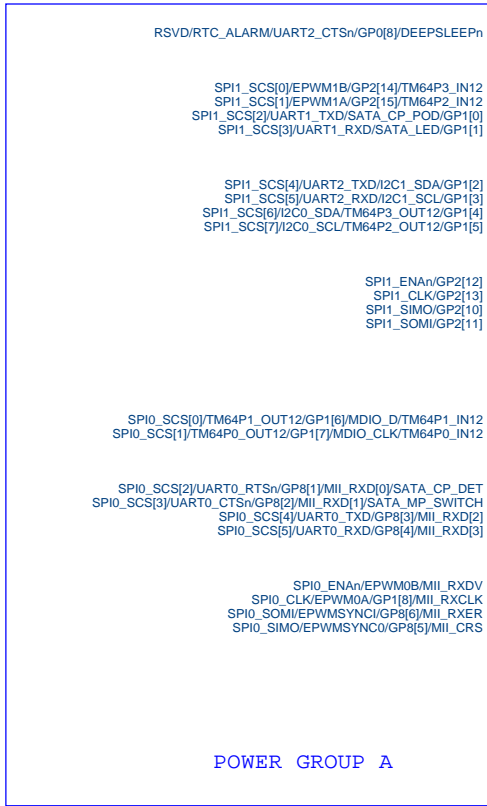 RSVD/RTC_ALARM/UART2_CTSn/GP0[8]/DEEPSLEEPn
SPI1_SCS[0]/EPWM1B/GP2[14]/TM64P3_IN12
SPI1_SCS[1]/EPWM1A/GP2[15]/TM64P2_IN12
SPI1_SCS[2]/UART1_TXD/SATA_CP_POD/GP1[0]
SPI1_SCS[3]/UART1_RXD/SATA_LED/GP1[1]
SPI1_SCS[4]/UART2_TXD/I2C1_SDA/GP1[2]
SPI1_SCS[5]/UART2_RXD/I2C1_SCL/GP1[3]
SPI1_SCS[6]/I2C0_SDA/TM64P3_OUT12/GP1[4]
SPI1_SCS[7]/I2C0_SCL/TM64P2_OUT12/GP1[5]
SPI1_ENAn/GP2[12]
SPI1_CLK/GP2[13]
SPI1_SIMO/GP2[10]
SPI1_SOMI/GP2[11]
SPI0_SCS[0]/TM64P1_OUT12/GP1[6]/MDIO_D/TM64P1_IN12
SPI0_SCS[1]/TM64P0_OUT12/GP1[7]/MDIO_CLK/TM64P0_IN12
SPI0_SCS[2]/UART0_RTSn/GP8[1]/MII_RXD[0]/SATA_CP_DET
SPI0_SCS[3]/UART0_CTSn/GP8[2]/MII_RXD[1]/SATA_MP_SWITCH
SPI0_SCS[4]/UART0_TXD/GP8[3]/MII_RXD[2]
SPI0_SCS[5]/UART0_RXD/GP8[4]/MII_RXD[3]
SPI0_ENAn/EPWM0B/MII_RXDV
SPI0_CLK/EPWM0A/GP1[8]/MII_RXCLK
SPI0_SOMI/EPWMSYNCI/GP8[6]/MII_RXER
SPI0_SIMO/EPWMSYNC0/GP8[5]/MII_CRS
POWER GROUP A